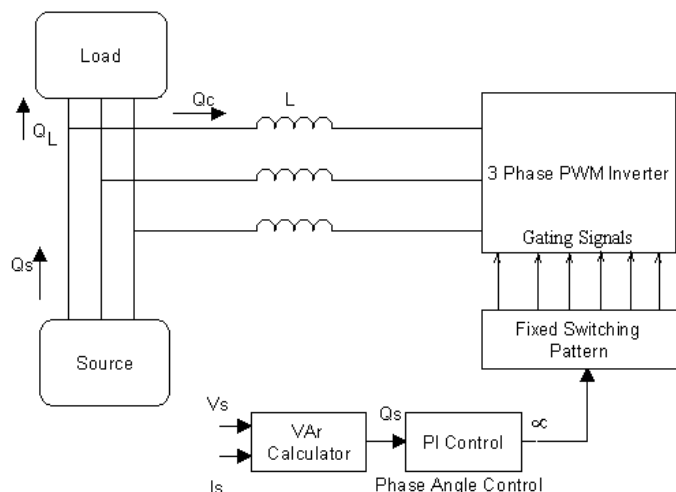 Load
Qc
L
QL
3 Phase PWM Inverter
Gating Signals
Qs
Fixed Switching
Pattern
Source
Vs
VAr
Calculator
Qs
PI Control
∝
Is
Phase Angle Control